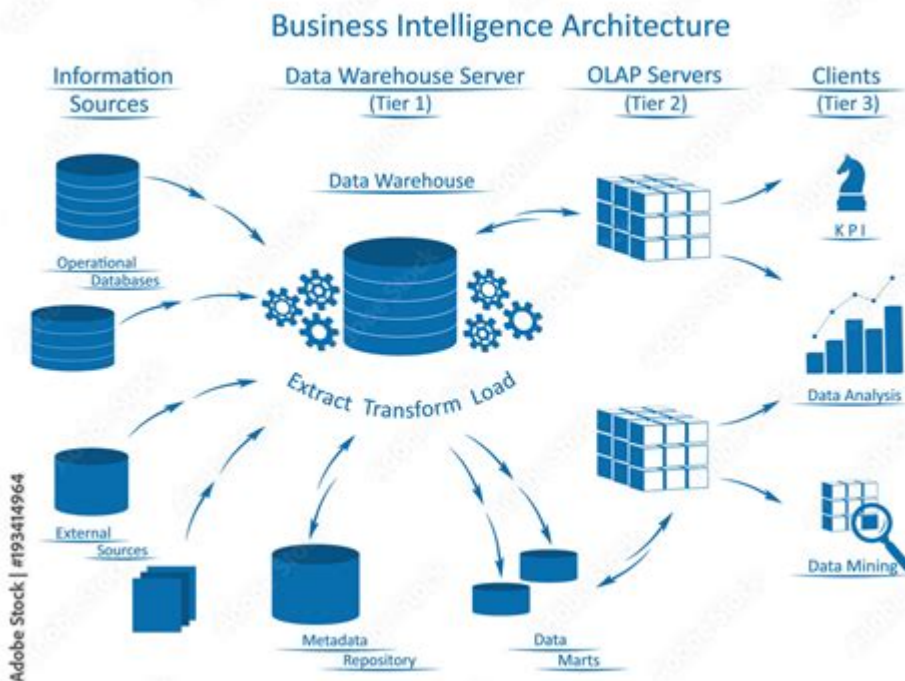 Business Intelligence Architecture
Information
Sources
Data Warehouse Server
(Tier 1)
OLAP Servers
(Tier 2)
Clients
(Tier 3)
Data Warehouse
Operational
Databases
External
Sources
Extract Transform Load
Metadata
Repository
Data
Marts
KPI
Data Analysis
Data Mining
Adobe Stock | #193414964